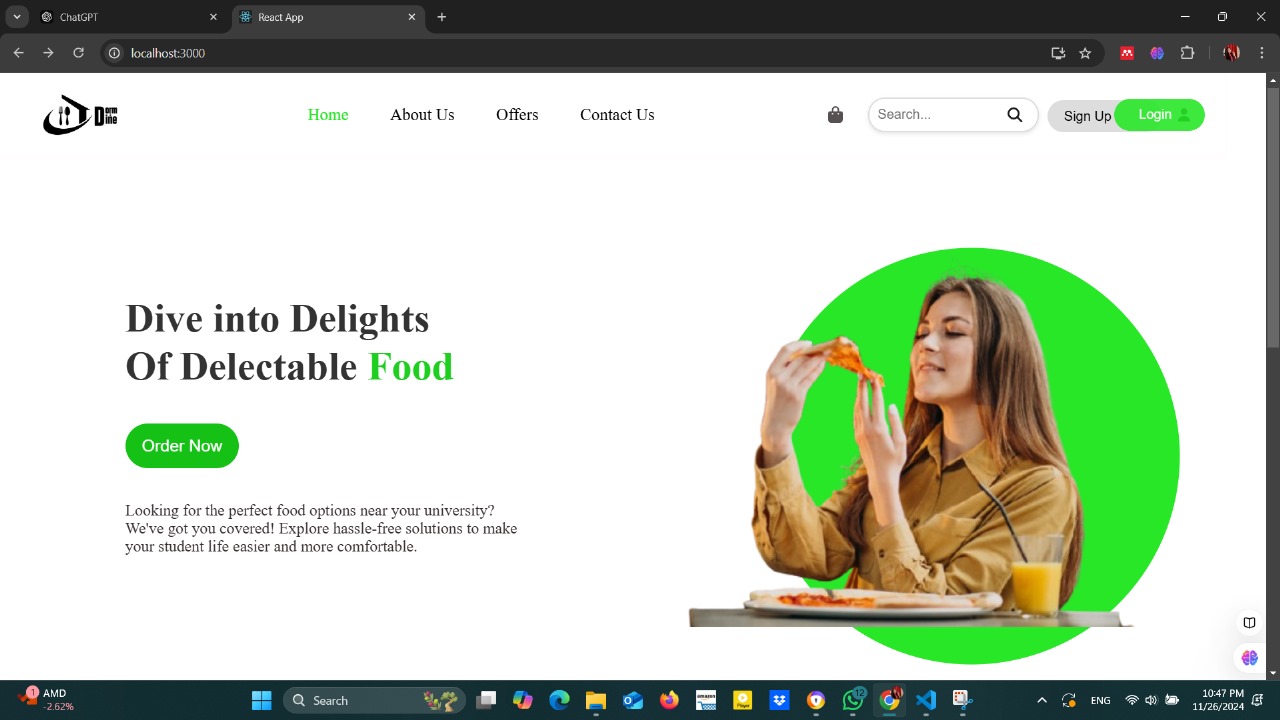 ChatGPT
React App
localhost:3000
Dorm
Dine
Home
About Us
Offers
Contact Us
Search...
Sign Up
Login
Dive into Delights
Of Delectable Food
Order Now
Looking for the perfect food options near your university?
We've got you covered! Explore hassle-free solutions to make
your student life easier and more comfortable.
1
AMD
-2.62%
Search
amazon
Player
12
ENG
10:47 PM
11/26/2024